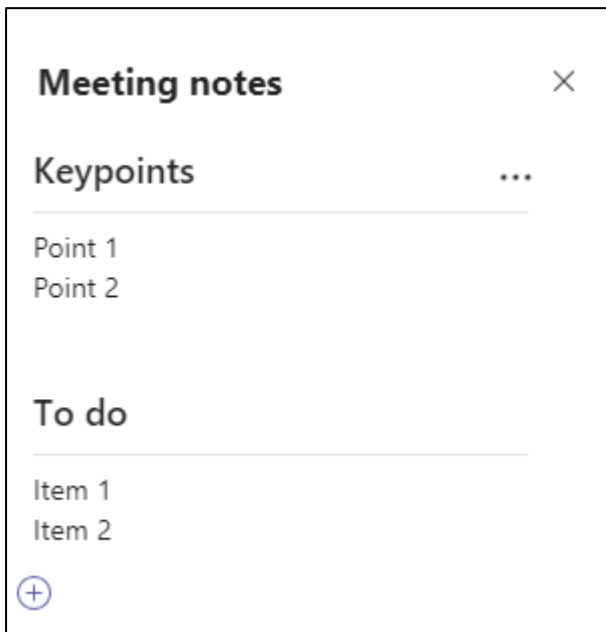 Meeting notes
Keypoints
Point 1
Point 2
To do
Item 1
Item 2